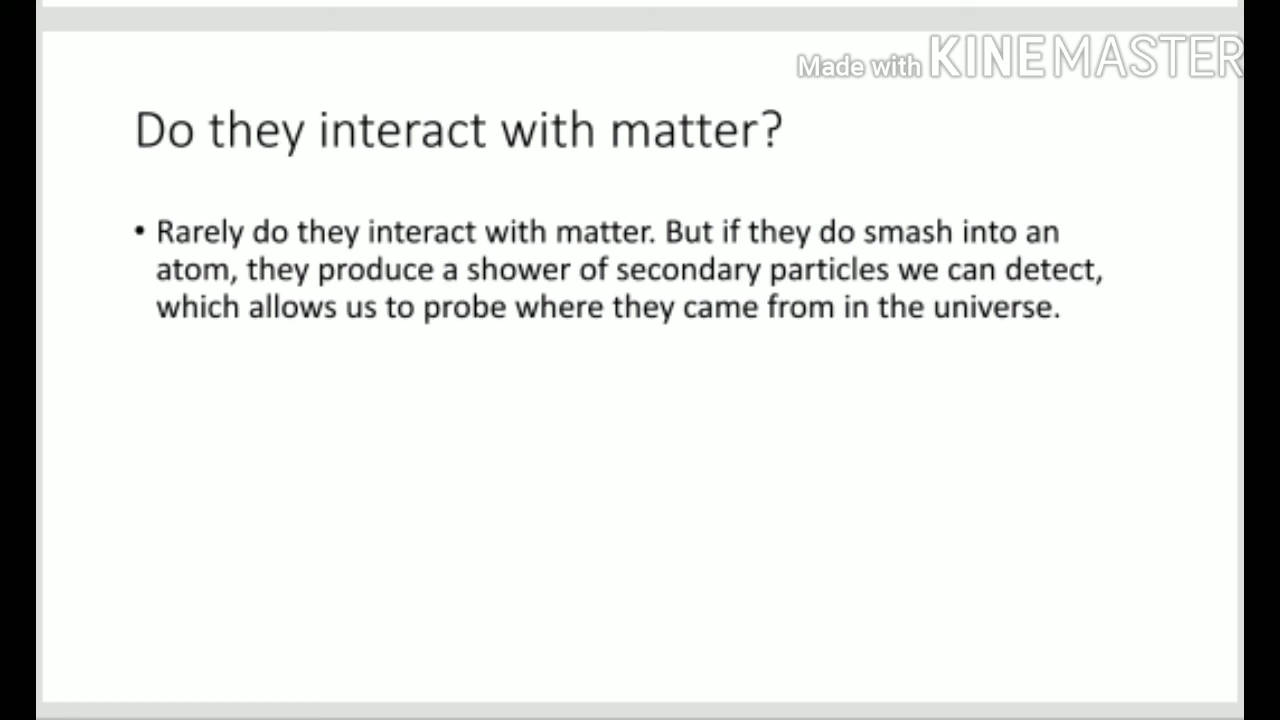 Made with KINEMASTER
Do they interact with matter?
• Rarely do they interact with matter. But if they do smash into an
atom, they produce a shower of secondary particles we can detect,
which allows us to probe where they came from in the universe.